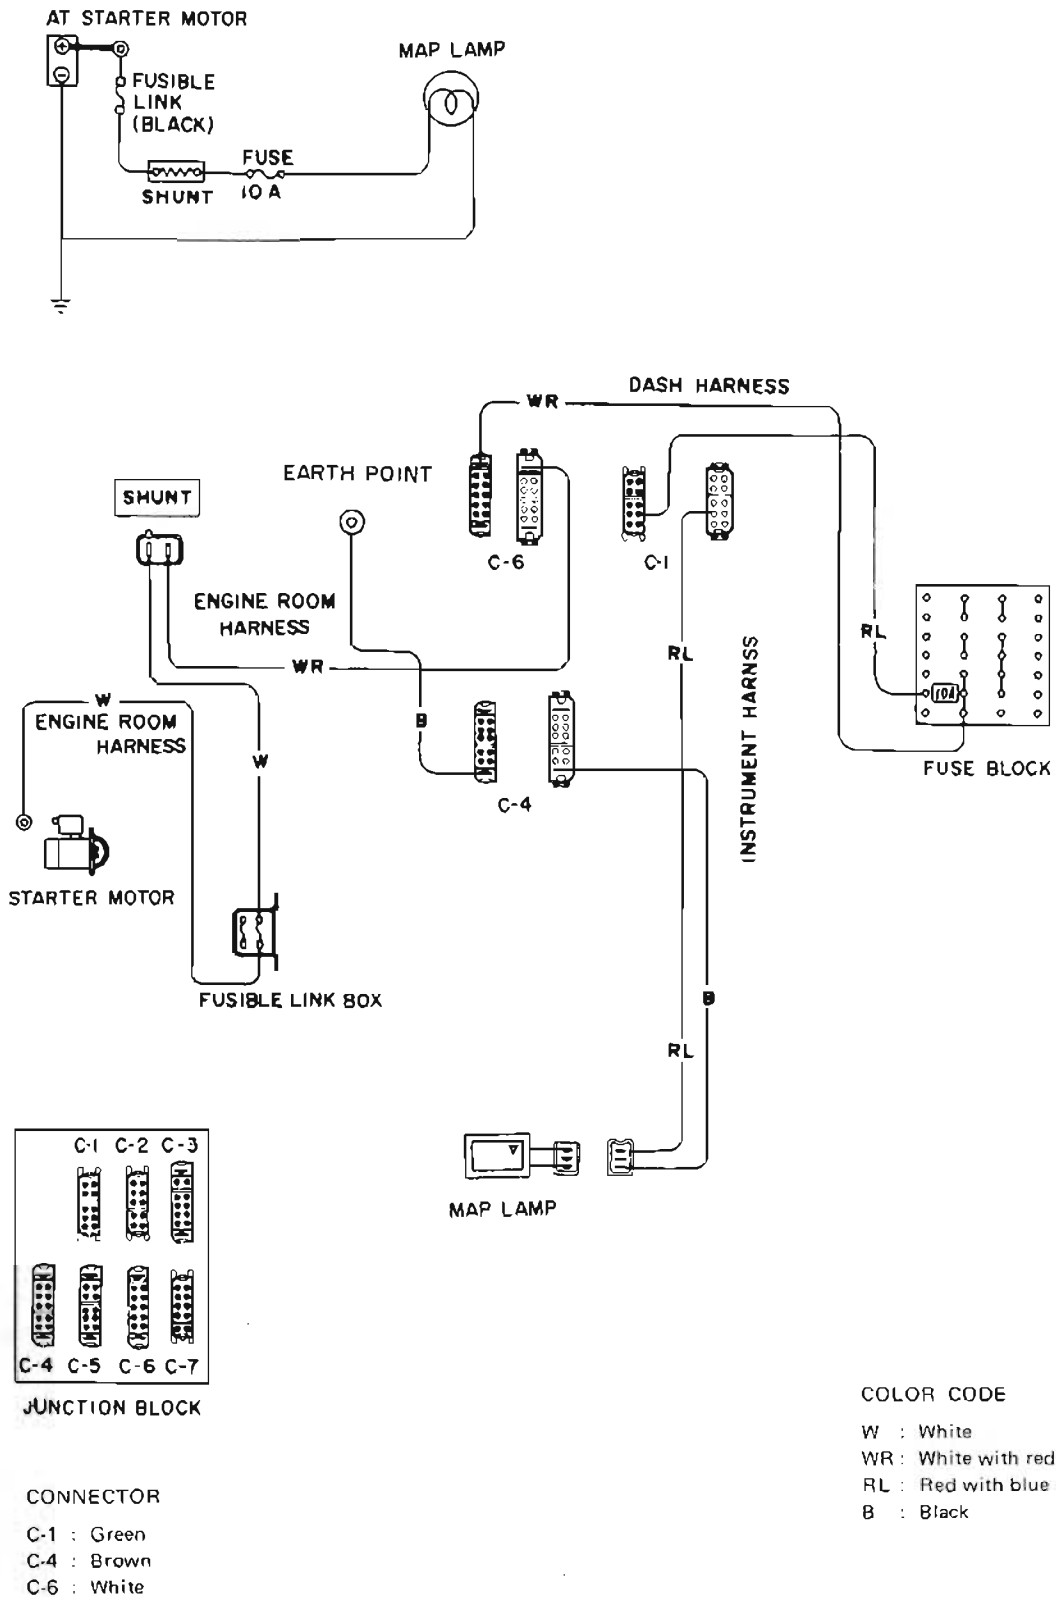 AT STARTER MOTOR
MAP LAMP
FUSIBLE
LINK
(BLACK)
FUSE
10 A
SHUNT
DASH HARNESS
WR
EARTH POINT
SHUNT
C-6
C-1
ENGINE ROOM
HARNESS
WR
RL
RL
10A
FUSE BLOCK
INSTRUMENT HARNSS
W
ENGINE ROOM
HARNESS
B
W
C-4
STARTER MOTOR
FUSIBLE LINK BOX
B
RL
MAP LAMP
C-1 C-2 C-3
C-4 C-5 C-6 C-7
JUNCTION BLOCK
COLOR CODE
W : White
WR : White with red
RL : Red with blue
B : Black
CONNECTOR
C-1 : Green
C-4 : Brown
C-6 : White